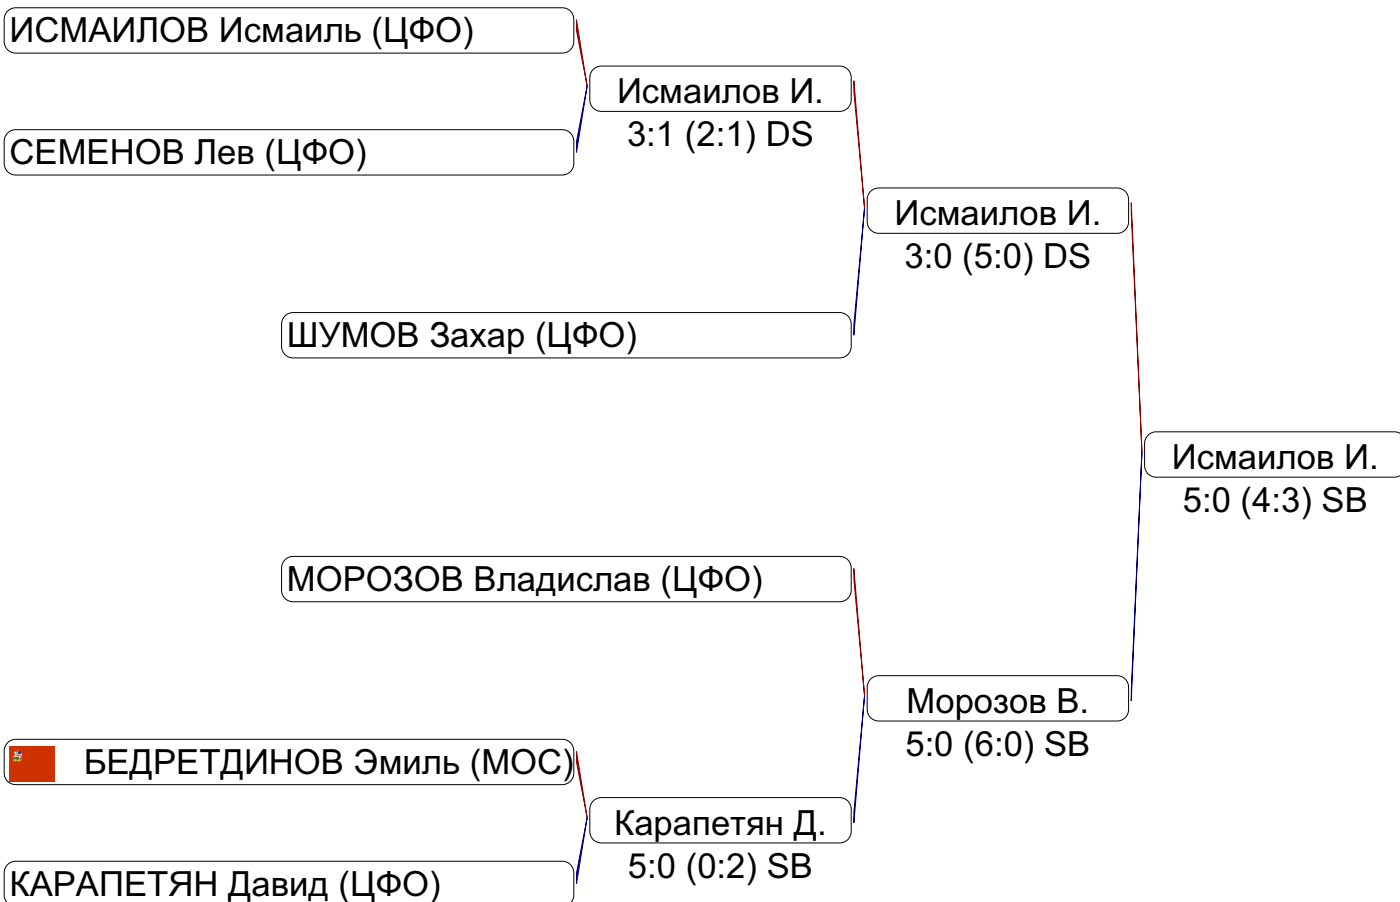 ИСМАИЛОВ Исмаиль (ЦФО)
Исмаилов И.
3:1 (2:1) DS
СЕМЕНОВ Лев (ЦФО)
Исмаилов И.
3:0 (5:0) DS
ШУМОВ Захар (ЦФО)
Исмаилов И.
5:0 (4:3) SB
МОРОЗОВ Владислав (ЦФО)
Морозов В.
5:0 (6:0) SB
БЕДРЕТДИНОВ Эмиль (МОС)
Карапетян Д.
5:0 (0:2) SB
КАРАПЕТЯН Давид (ЦФО)